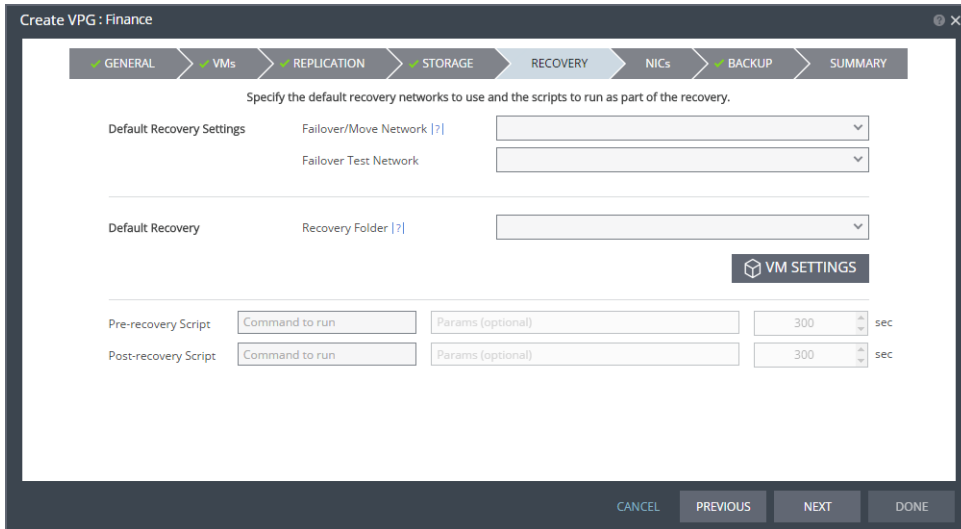 Create VPG : Finance
GENERAL VMs REPLICATION STORAGE RECOVERY NICs BACKUP SUMMARY
Specify the default recovery networks to use and the scripts to run as part of the recovery.
Default Recovery Settings Failover/Move Network |?|
Failover Test Network
Default Recovery Recovery Folder |?|
VM SETTINGS
Pre-recovery Script Command to run Params (optional) 300 sec
Post-recovery Script Command to run Params (optional) 300 sec
CANCEL PREVIOUS NEXT DONE